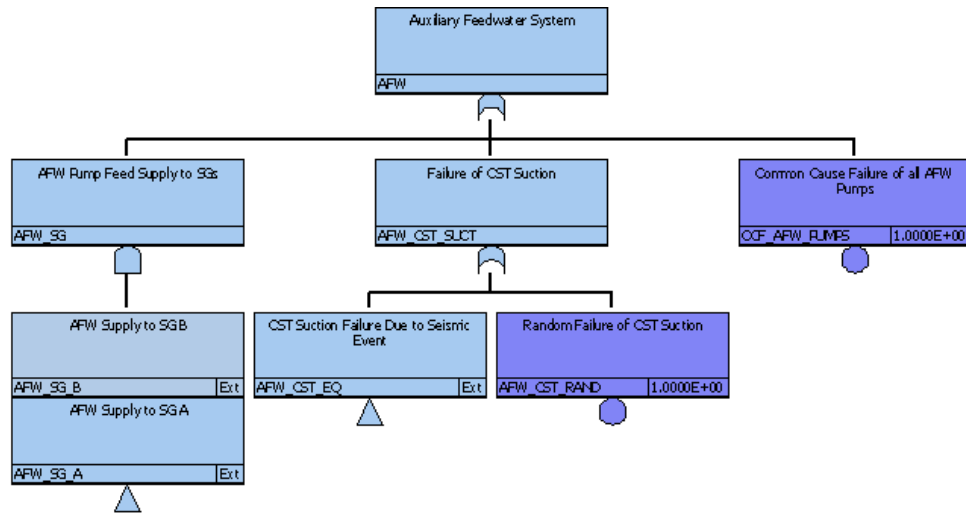 Auxiliary Feedwater System
AFW
AFW Pump Feed Supply to SGs
AFW_SG
Failure of CST Suction
AFW_CST_SUCT
Common Cause Failure of all AFW
Pumps
CCF_AFW_PUMPS 1.0000E+00
AFW Supply to SG B
AFW_SG_B Ext
AFW Supply to SG A
AFW_SG_A Ext
CST Suction Failure Due to Seismic
Event
AFW_CST_EQ Ext
Random Failure of CST Suction
AFW_CST_RAND 1.0000E+00